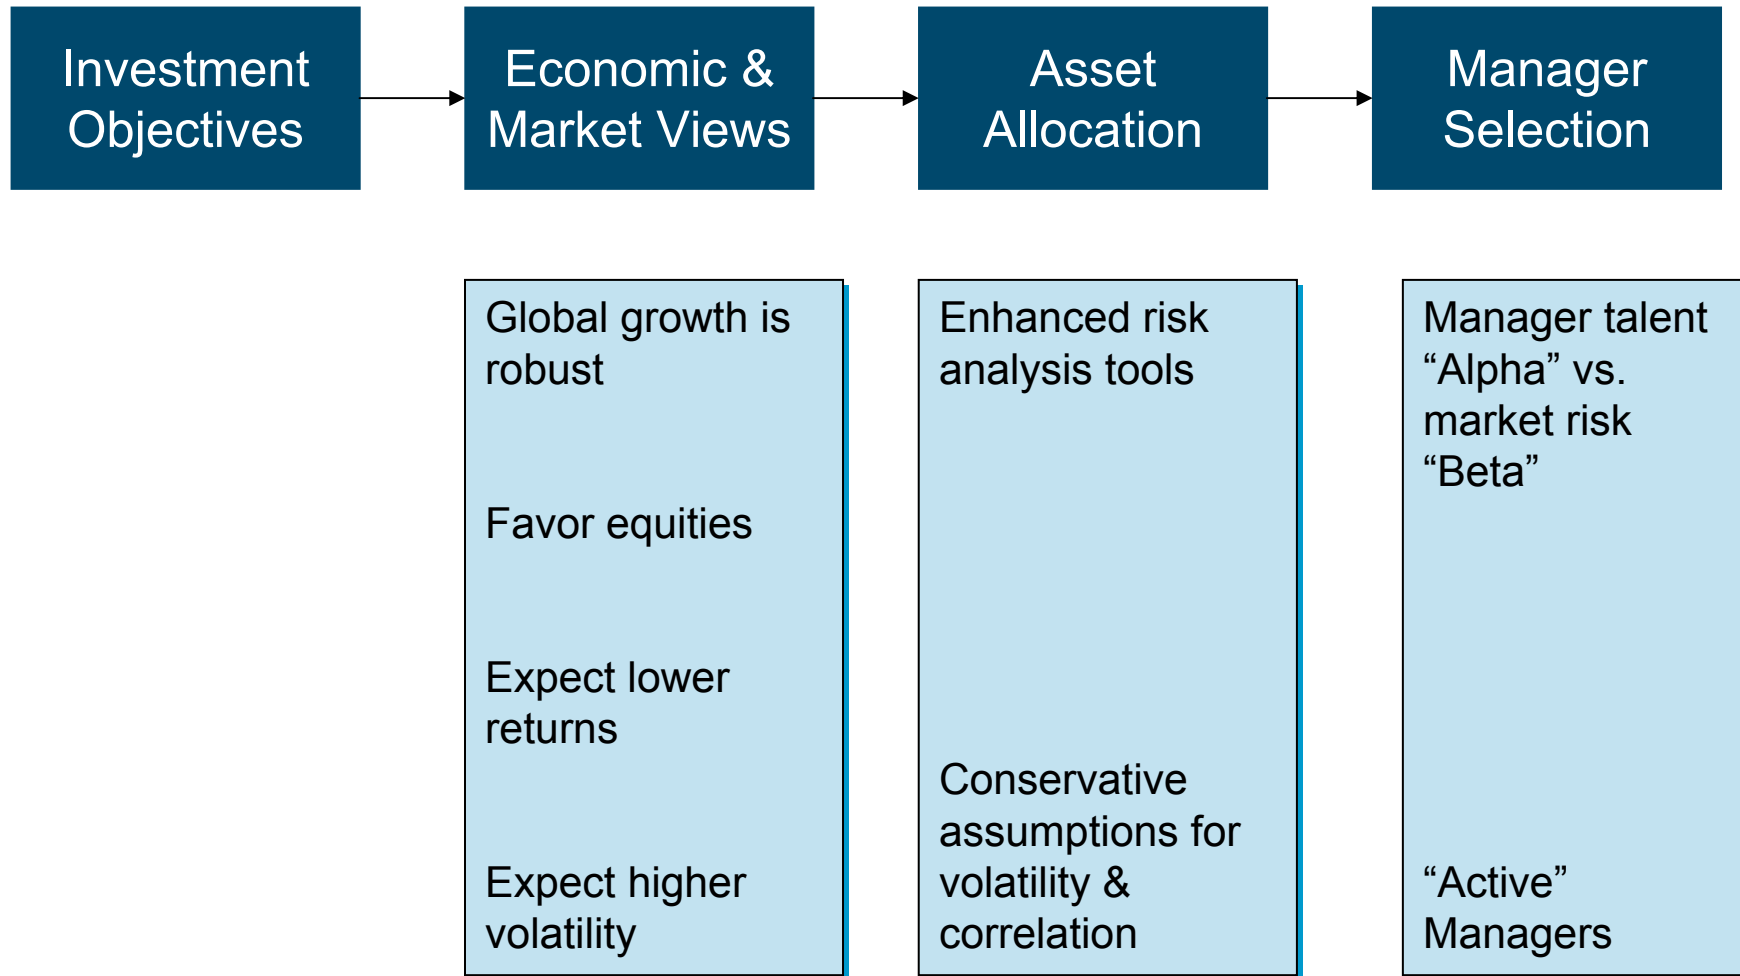 Investment
Objectives
Economic &
Market Views
Asset
Allocation
Manager
Selection
Global growth is
robust
Favor equities
Expect lower
returns
Expect higher
volatility
Enhanced risk
analysis tools
Conservative
assumptions for
volatility &
correlation
Manager talent
“Alpha” vs.
market risk
“Beta”
“Active”
Managers